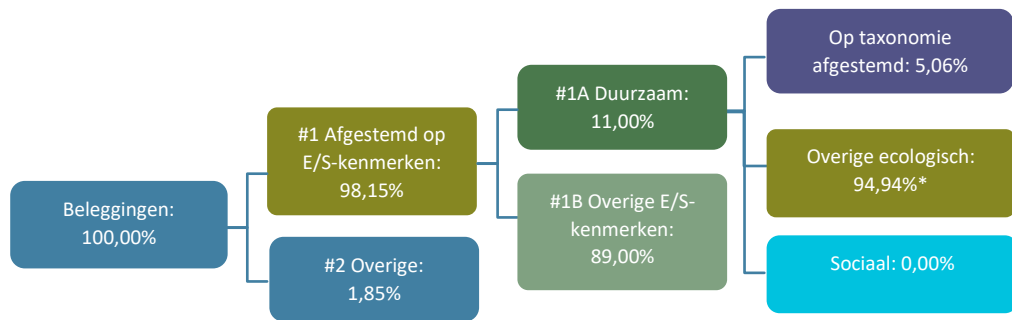 Beleggingen:
100,00%
#1 Afgestemd op
E/S-kenmerken:
98,15%
#2 Overige:
1,85%
#1A Duurzaam:
11,00%
#1B Overige E/S-
kenmerken:
89,00%
Op taxonomie
afgestemd: 5,06%
Overige ecologisch:
94,94%*
Sociaal: 0,00%